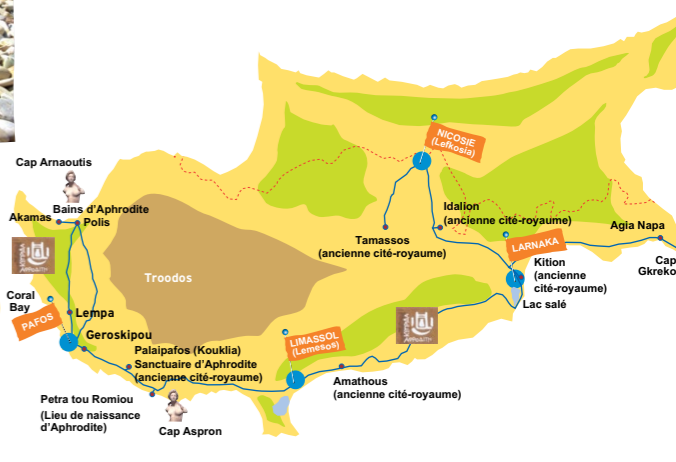 NICOSIE
(Lefkosia)
Cap Arnaoutis
Bains d'Aphrodite
Akamas
Polis
Idalion
(ancienne cité-royaume)
Tamassos
(ancienne cité-royaume)
LARNAKA
Agia Napa
Cap
Gkreko
Kition
(ancienne
cité-royaume)
Lac salé
Troodos
Coral
Bay
PAFOS
Lempa
Geroskipou
LIMASSOL
(Lemesos)
Palaipafos (Kouklia)
Sanctuaire d'Aphrodite
(ancienne cité-royaume)
Amathous
(ancienne cité-royaume)
Petra tou Romiou
(Lieu de naissance
d'Aphrodite)
Cap Aspron